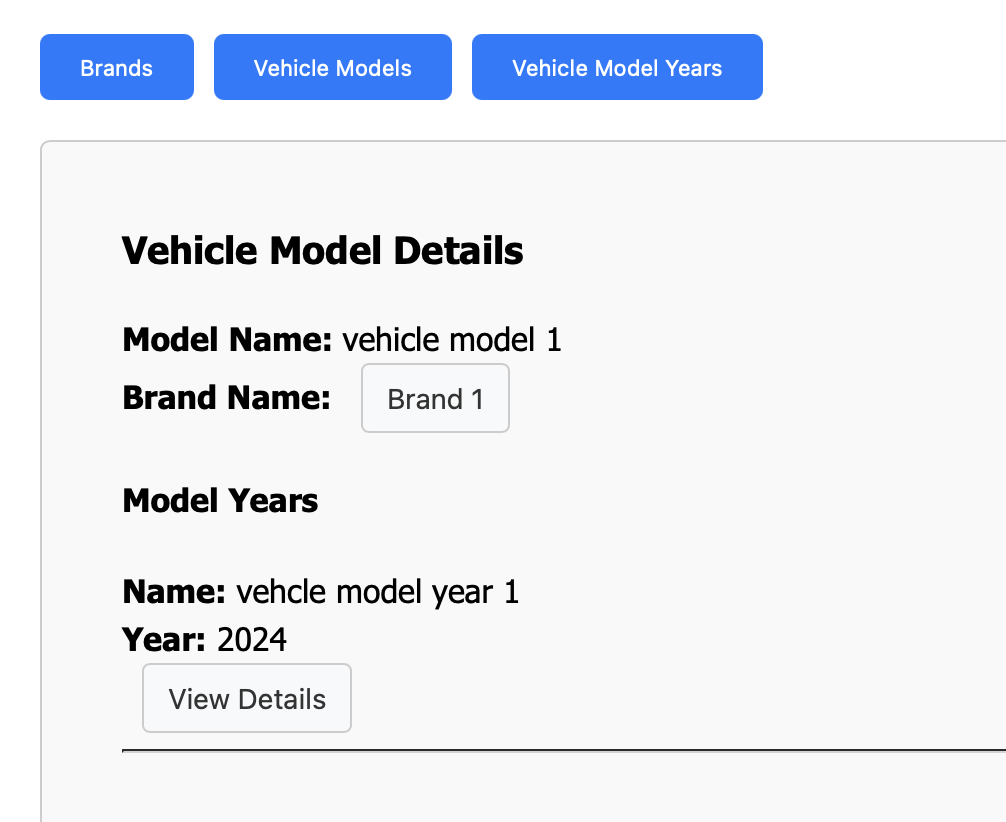 Brands Vehicle Models Vehicle Model Years
Vehicle Model Details
Model Name: vehicle model 1
Brand Name: Brand 1
Model Years
Name: vehcle model year 1
Year: 2024
View Details